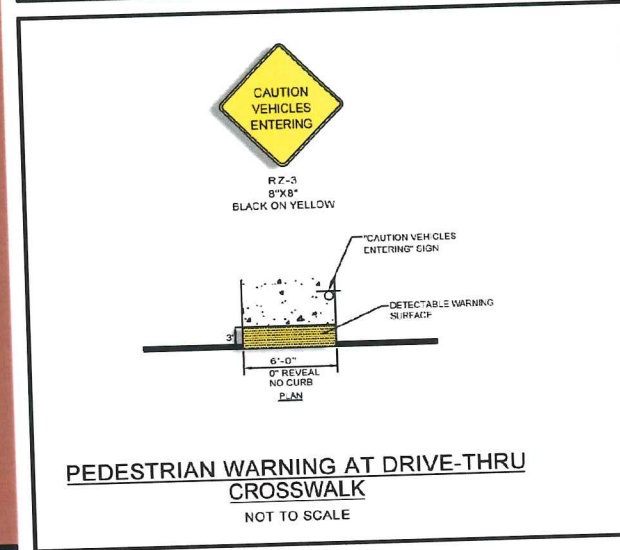 CAUTION
VEHICLES
ENTERING
RZ-3
8"X8"
BLACK ON YELLOW
"CAUTION VEHICLES
ENTERING" SIGN
DETECTABLE WARNING
SURFACE
3'
6'-0"
0" REVEAL
NO CURB
PLAN
PEDESTRIAN WARNING AT DRIVE-THRU
CROSSWALK
NOT TO SCALE